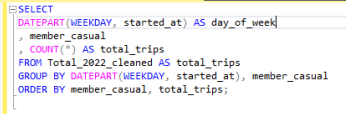 SELECT
DATEPART(WEEKDAY, started_at) AS day_of_week
, member_casual
, COUNT(*) AS total_trips
FROM Total_2022_cleaned AS total_trips
GROUP BY DATEPART(WEEKDAY, started_at), member_casual
ORDER BY member_casual, total_trips;